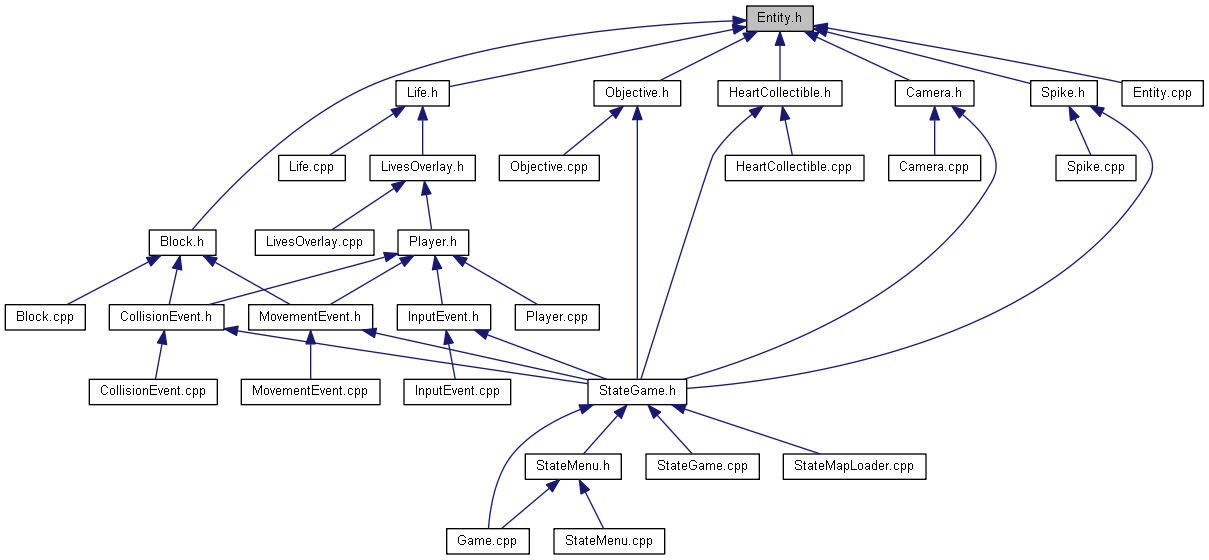 Entity.h
Life.h
Objective.h
HeartCollectible.h
Camera.h
Spike.h
Entity.cpp
Life.cpp
LivesOverlay.h
Objective.cpp
HeartCollectible.cpp
Camera.cpp
Spike.cpp
Block.h
LivesOverlay.cpp
Player.h
Block.cpp
CollisionEvent.h
MovementEvent.h
InputEvent.h
Player.cpp
CollisionEvent.cpp
MovementEvent.cpp
InputEvent.cpp
StateGame.h
StateMenu.h
StateGame.cpp
StateMapLoader.cpp
Game.cpp
StateMenu.cpp